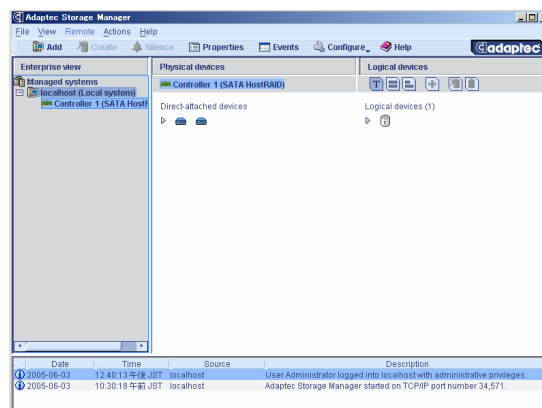 Adaptec Storage Manager
File View Remote Actions Help
Add Create Silence Properties Events Configure Help adaptec
Enterprise view
Physical devices
Logical devices
Managed systems
localhost (Local system)
Controller 1 (SATA HostR
Controller 1 (SATA HostRAID)
Direct-attached devices
Logical devices (1)
Date Time Source Description
2005-06-03 12:40:13 午後 JST localhost User Administrator logged into localhost with administrative privileges.
2005-06-03 10:30:18 午前 JST localhost Adaptec Storage Manager started on TCP/IP port number 34,571.